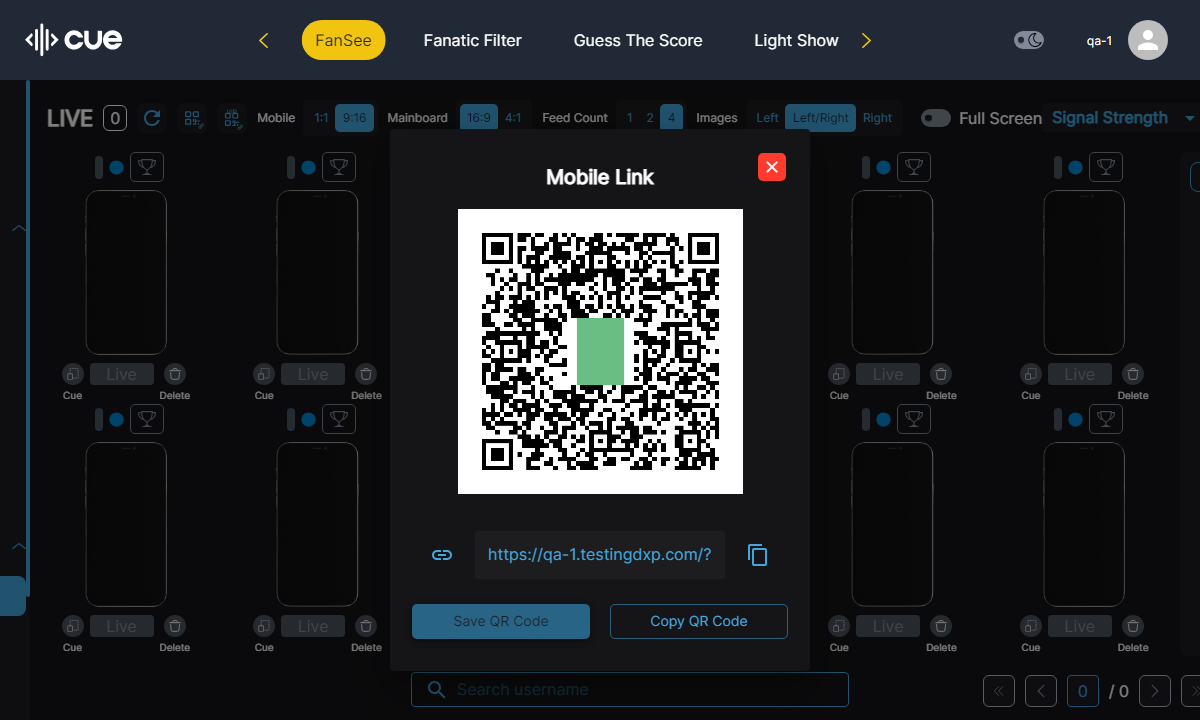 cue
FanSee
Fanatic Filter
Guess The Score
Light Show
qa-1
LIVE 0
Mobile 1:1 9:16 Mainboard 16:9 4:1 Feed Count 1 2 4 Images Left Left/Right Right Full Screen Signal Strength
Mobile Link
Live Live Live Live
Cue Delete Cue Delete Cue Delete Cue Delete
https://qa-1.testingdxp.com/?
Save QR Code Copy QR Code
Live Live Live Live
Cue Delete Cue Delete Cue Delete Cue Delete
Search username
0 / 0